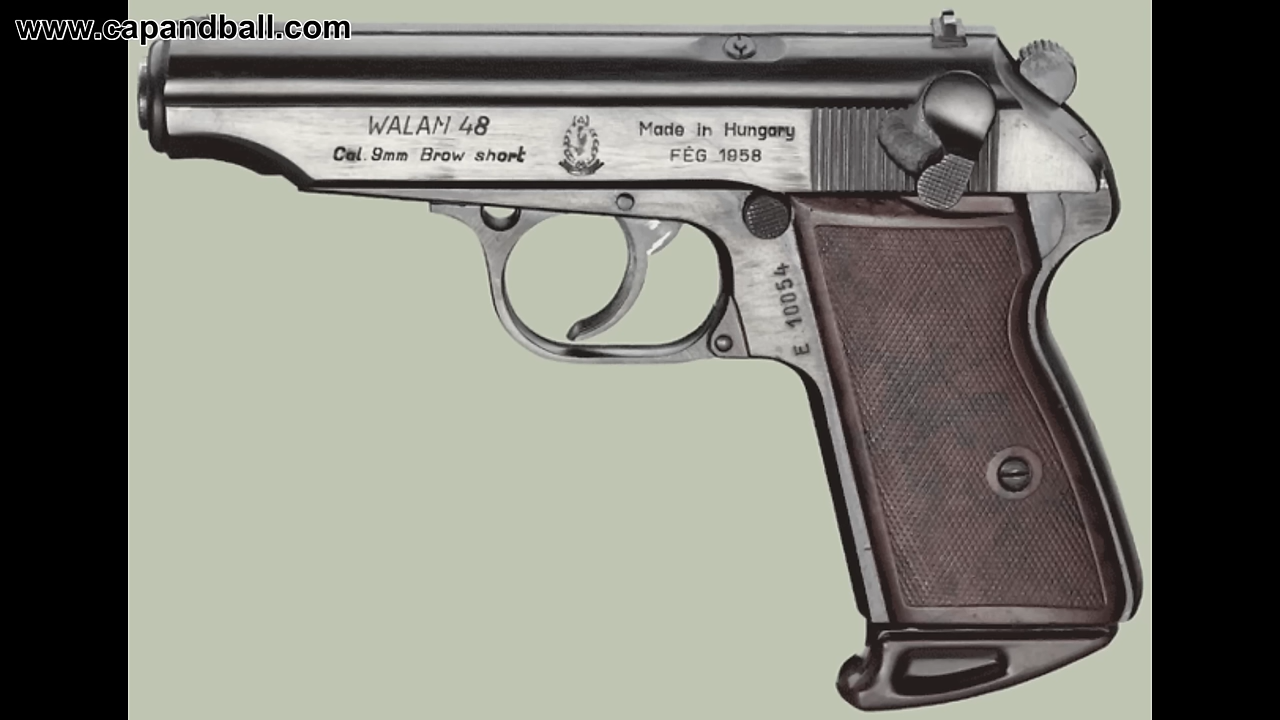 www.capandball.com
WALAM 48
Cal. 9mm Brow short
Made in Hungary
FÉG 1958
E 10054